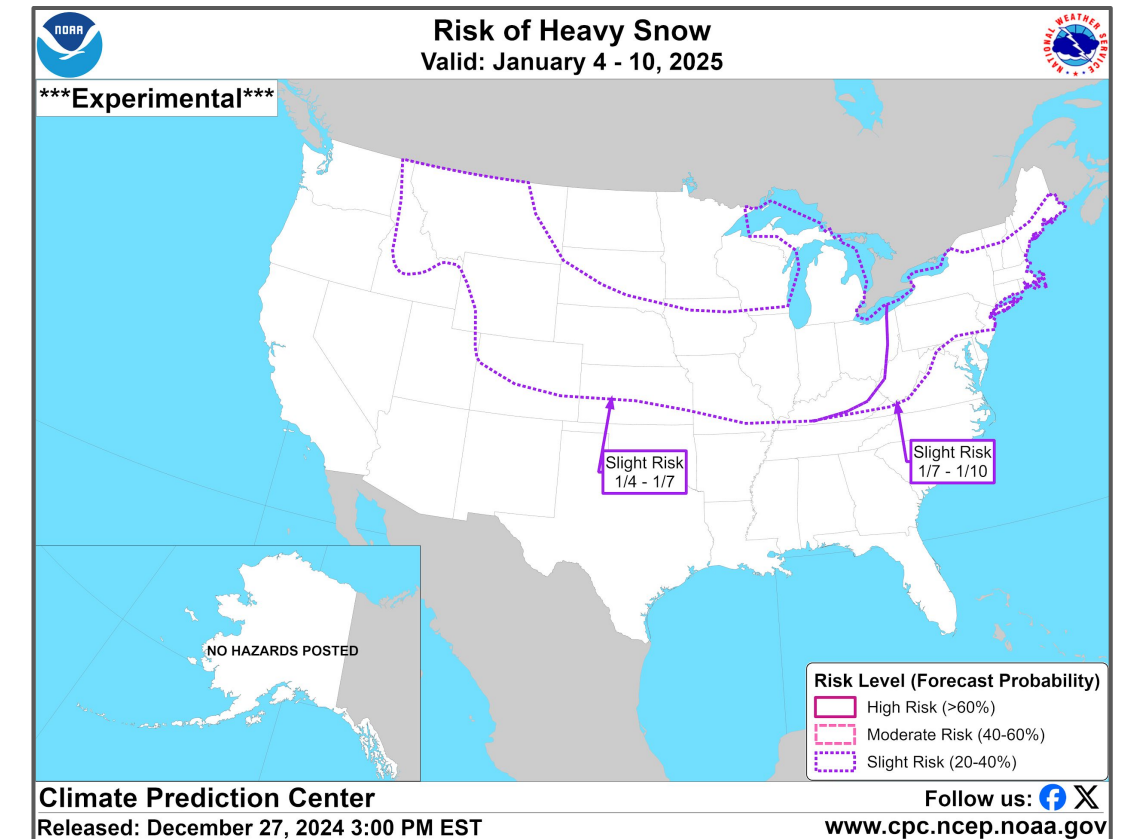 NOAA
Risk of Heavy Snow
Valid: January 4 - 10, 2025
NATIONAL WEATHER SERVICE
***Experimental***
Slight Risk
1/4 - 1/7
Slight Risk
1/7 - 1/10
NO HAZARDS POSTED
Risk Level (Forecast Probability)
High Risk (>60%)
Moderate Risk (40-60%)
Slight Risk (20-40%)
Climate Prediction Center
Follow us:
Released: December 27, 2024 3:00 PM EST
www.cpc.ncep.noaa.gov